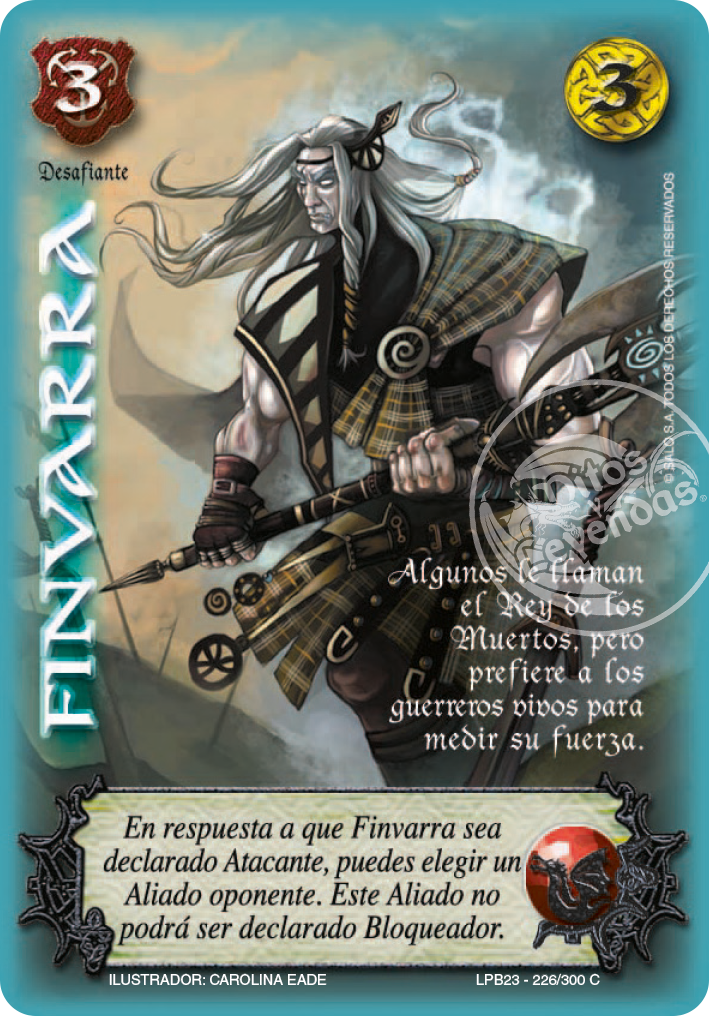 3
3
Desafiante
FINVARRA
© SALO S.A. TODOS LOS DERECHOS RESERVADOS
mitos
leyendas
Algunos le llaman
el Rey de los
Muertos, pero
prefiere a los
guerreros vivos para
medir su fuerza.
En respuesta a que Finvarra sea
declarado Atacante, puedes elegir un
Aliado oponente. Este Aliado no
podrá ser declarado Bloqueador.
ILUSTRADOR: CAROLINA EADE
LPB23 - 226/300 C